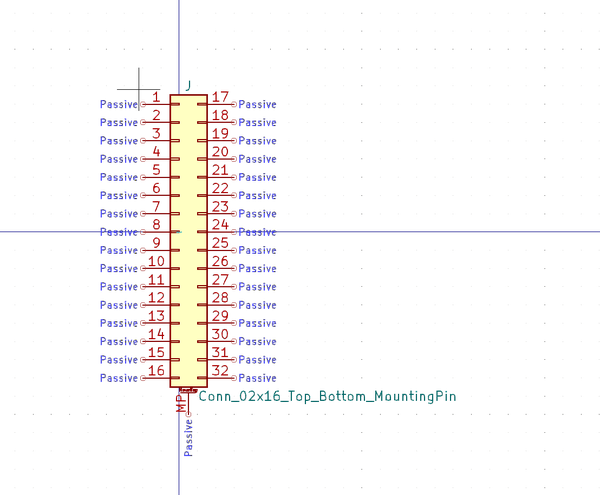 J
Passive 1 17 Passive
Passive 2 18 Passive
Passive 3 19 Passive
Passive 4 20 Passive
Passive 5 21 Passive
Passive 6 22 Passive
Passive 7 23 Passive
Passive 8 24 Passive
Passive 9 25 Passive
Passive 10 26 Passive
Passive 11 27 Passive
Passive 12 28 Passive
Passive 13 29 Passive
Passive 14 30 Passive
Passive 15 31 Passive
Passive 16 32 Passive
Conn_02x16_Top_Bottom_MountingPin
MP
Passive